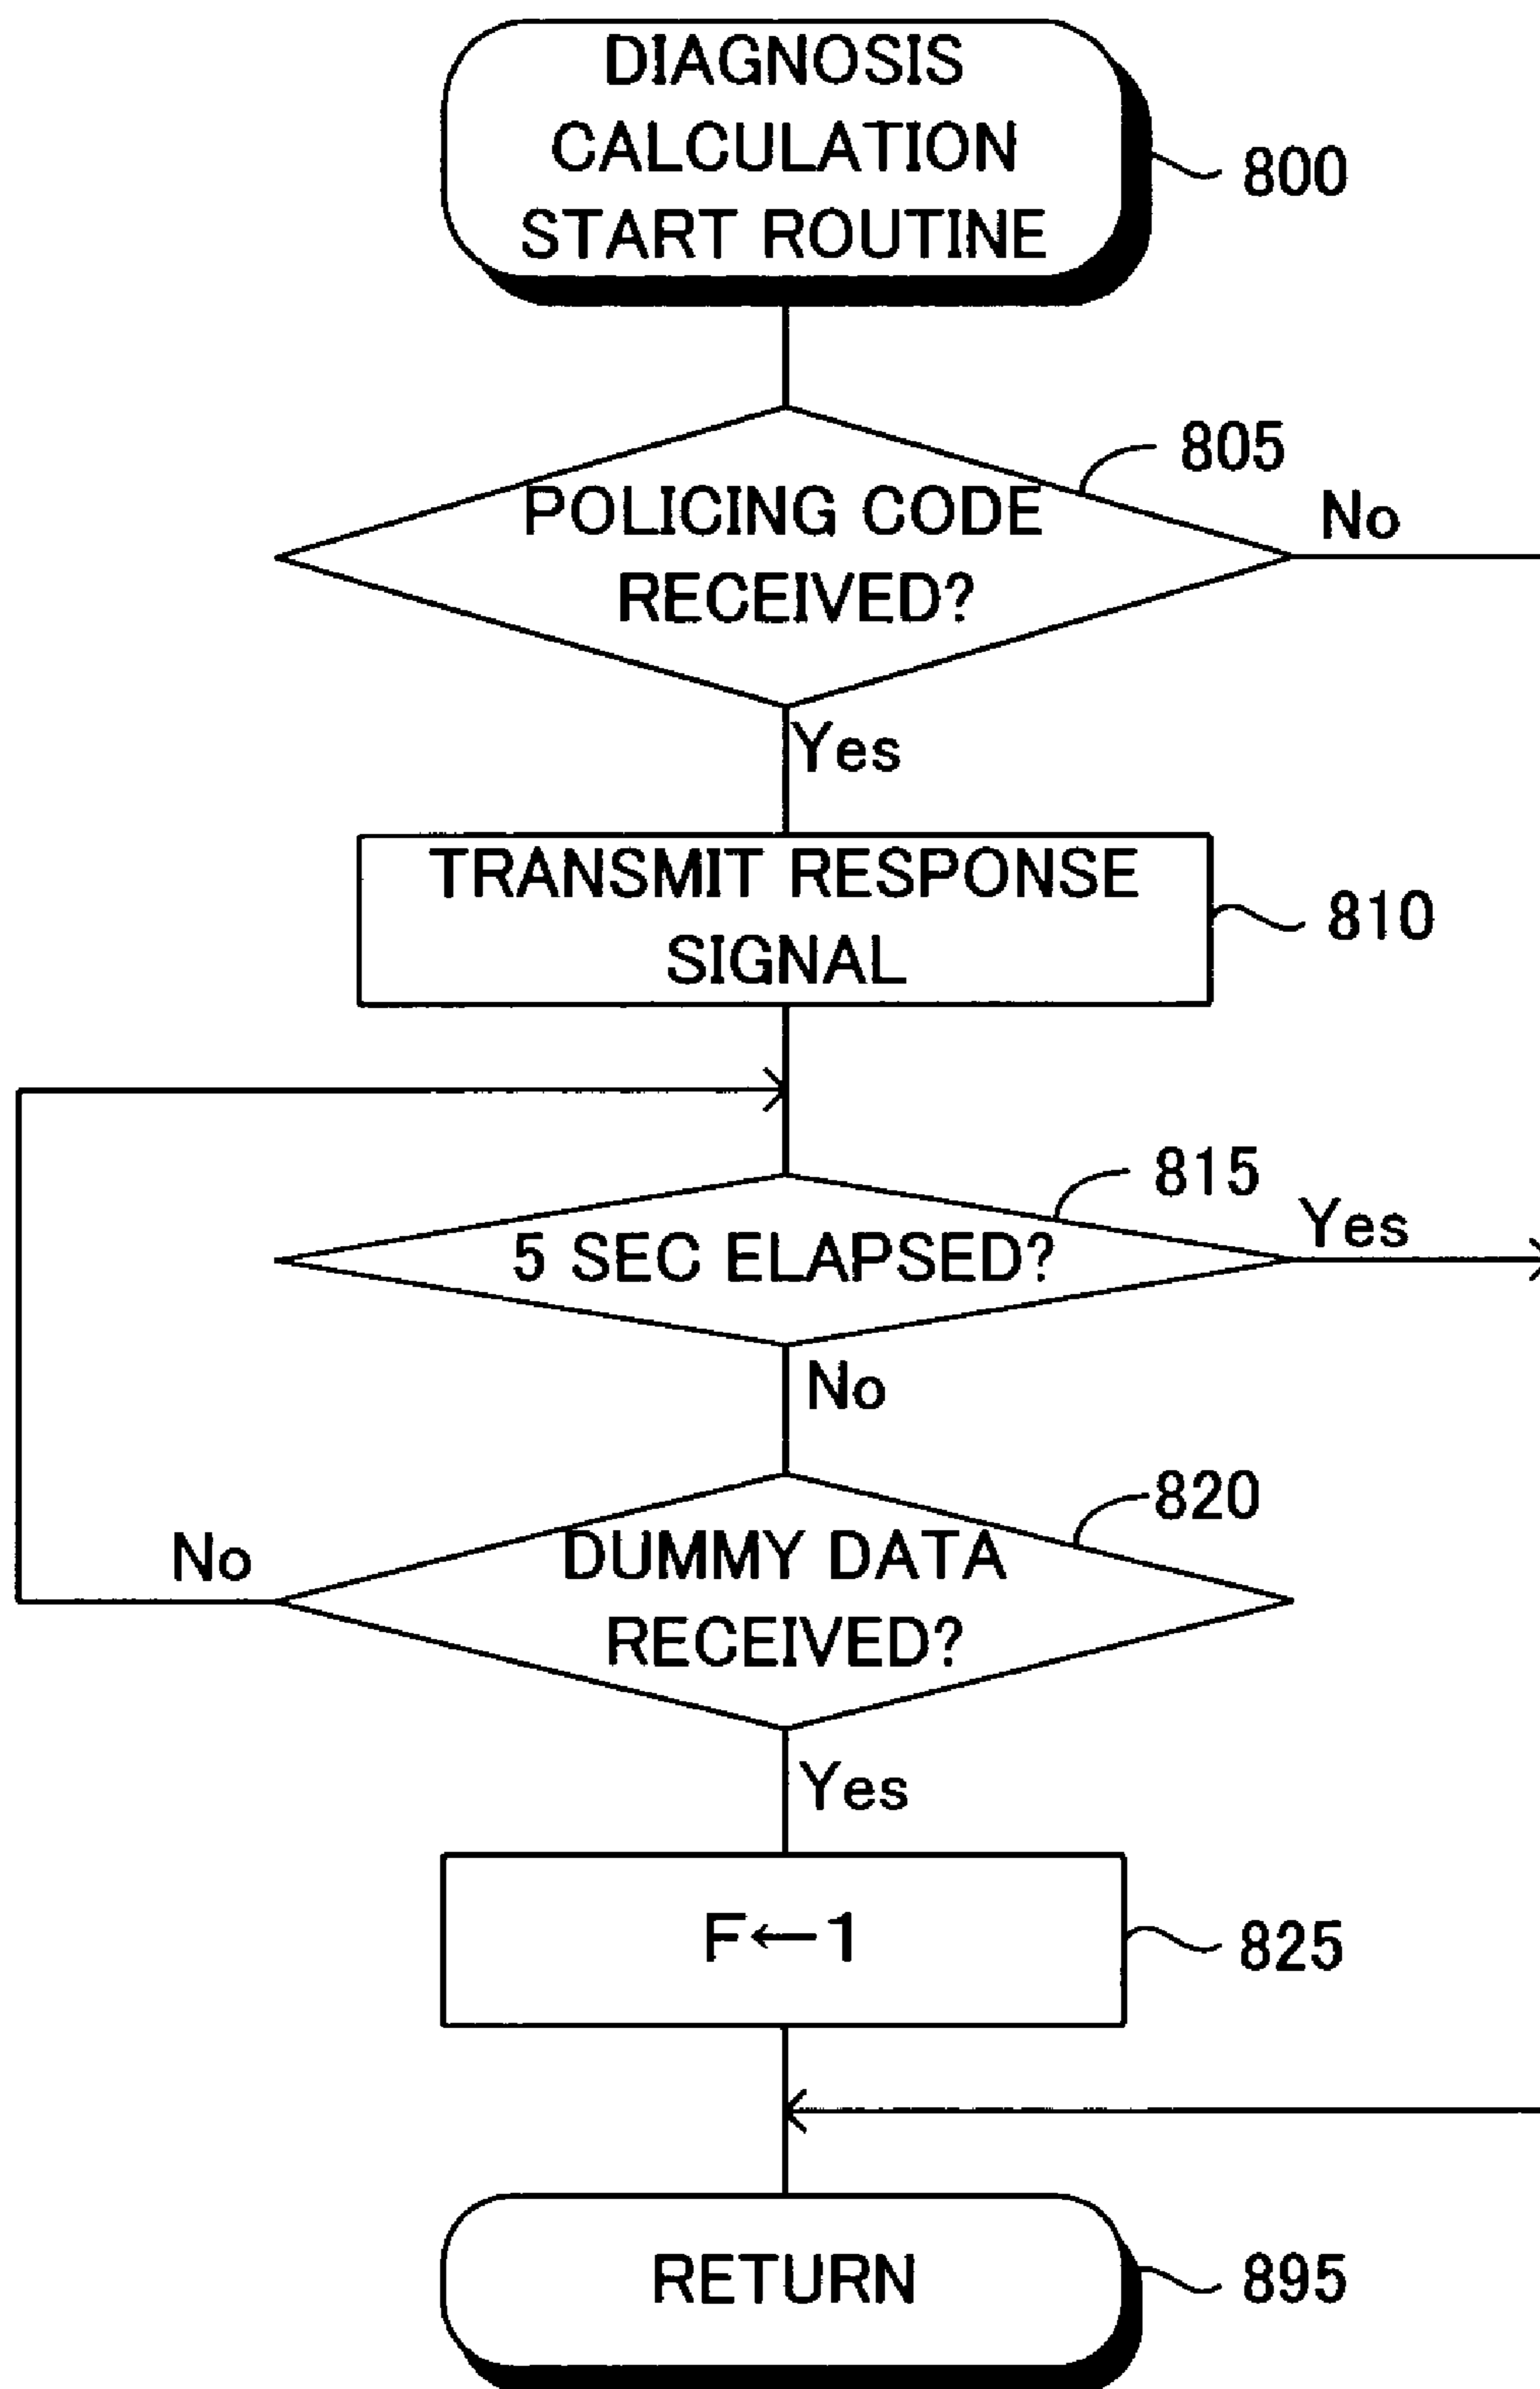 DIAGNOSIS
CALCULATION
START ROUTINE
800
805
POLICING CODE
RECEIVED?
No
Yes
TRANSMIT RESPONSE
SIGNAL
810
815
5 SEC ELAPSED?
Yes
No
820
DUMMY DATA
RECEIVED?
No
Yes
F←1
825
RETURN
895